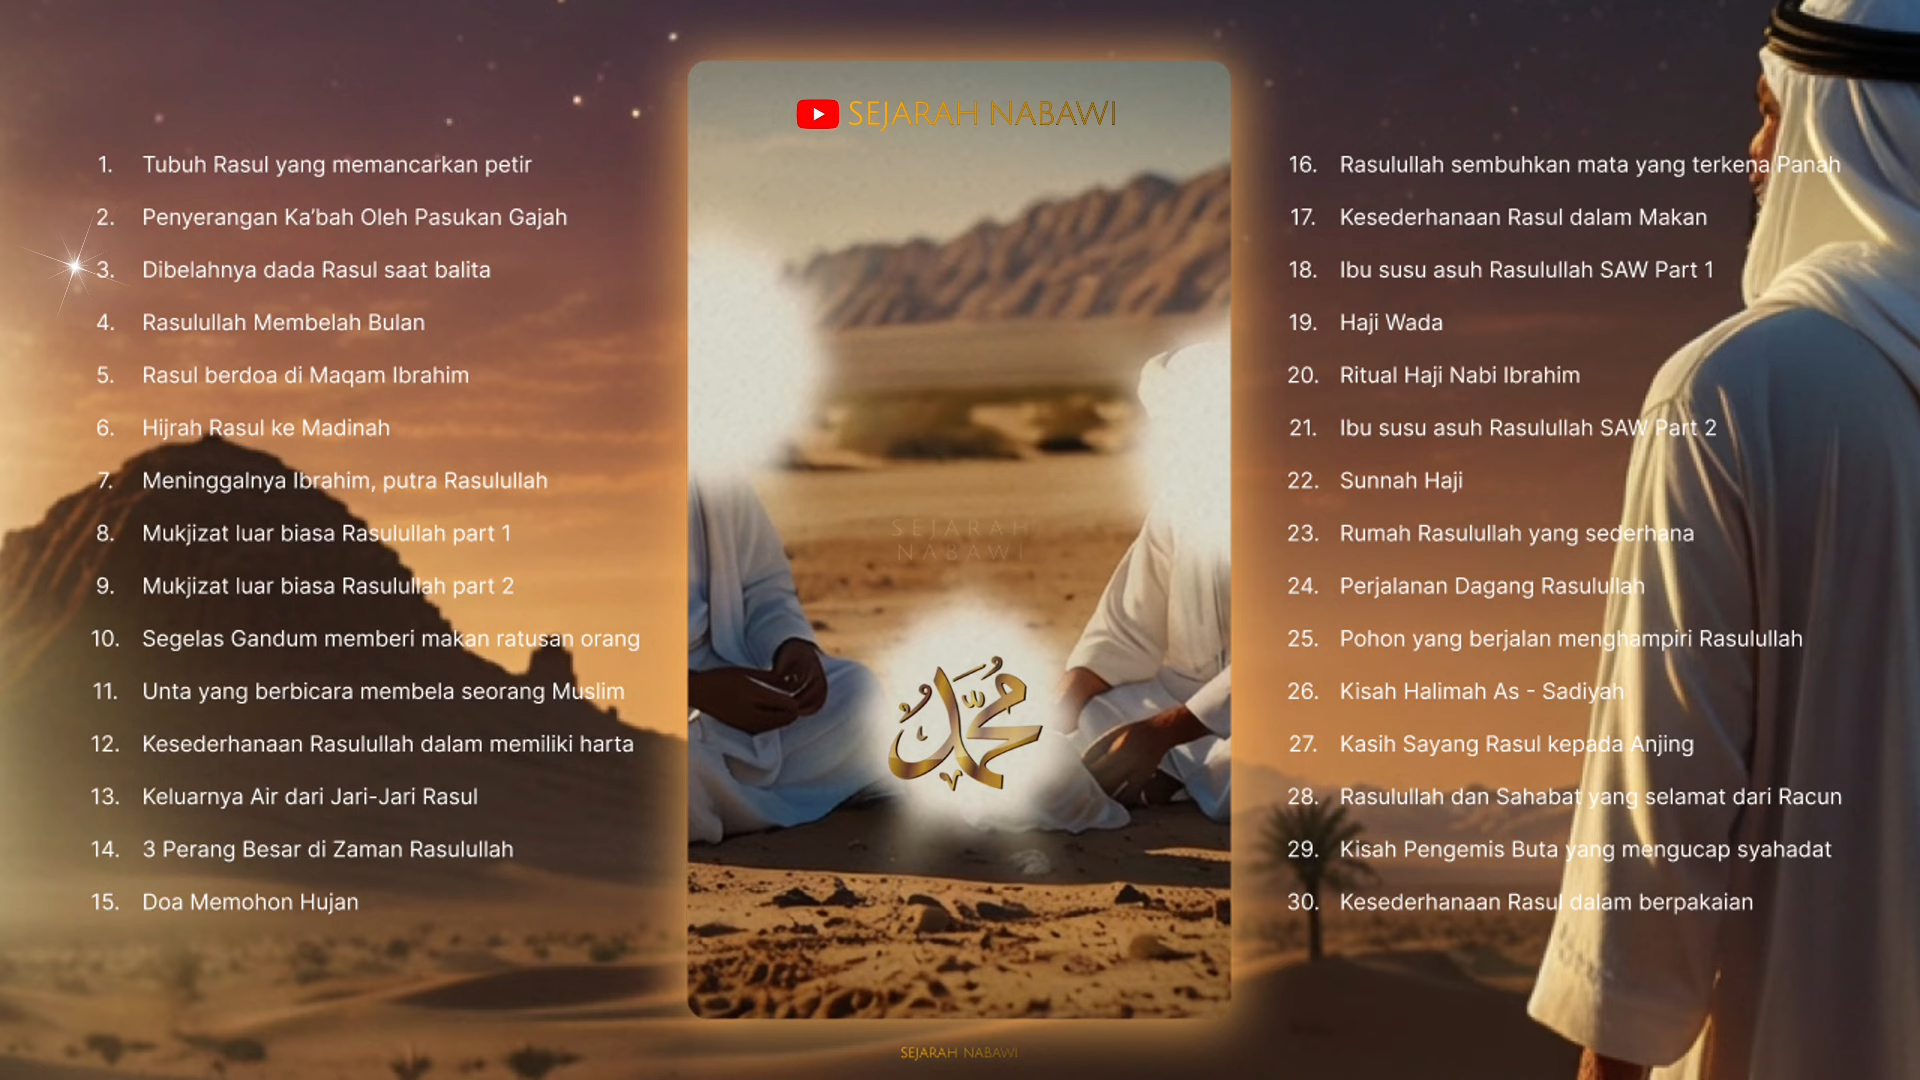 SEJARAH NABAWI
1. Tubuh Rasul yang memancarkan petir
2. Penyerangan Ka’bah Oleh Pasukan Gajah
3. Dibelahnya dada Rasul saat balita
4. Rasulullah Membelah Bulan
5. Rasul berdoa di Maqam Ibrahim
6. Hijrah Rasul ke Madinah
7. Meninggalnya Ibrahim, putra Rasulullah
8. Mukjizat luar biasa Rasulullah part 1
9. Mukjizat luar biasa Rasulullah part 2
10. Segelas Gandum memberi makan ratusan orang
11. Unta yang berbicara membela seorang Muslim
12. Kesederhanaan Rasulullah dalam memiliki harta
13. Keluarnya Air dari Jari-Jari Rasul
14. 3 Perang Besar di Zaman Rasulullah
15. Doa Memohon Hujan
SEJARAH
NABAWI
محمد
16. Rasulullah sembuhkan mata yang terkena Panah
17. Kesederhanaan Rasul dalam Makan
18. Ibu susu asuh Rasulullah SAW Part 1
19. Haji Wada
20. Ritual Haji Nabi Ibrahim
21. Ibu susu asuh Rasulullah SAW Part 2
22. Sunnah Haji
23. Rumah Rasulullah yang sederhana
24. Perjalanan Dagang Rasulullah
25. Pohon yang berjalan menghampiri Rasulullah
26. Kisah Halimah As - Sadiyah
27. Kasih Sayang Rasul kepada Anjing
28. Rasulullah dan Sahabat yang selamat dari Racun
29. Kisah Pengemis Buta yang mengucap syahadat
30. Kesederhanaan Rasul dalam berpakaian
SEJARAH NABAWI